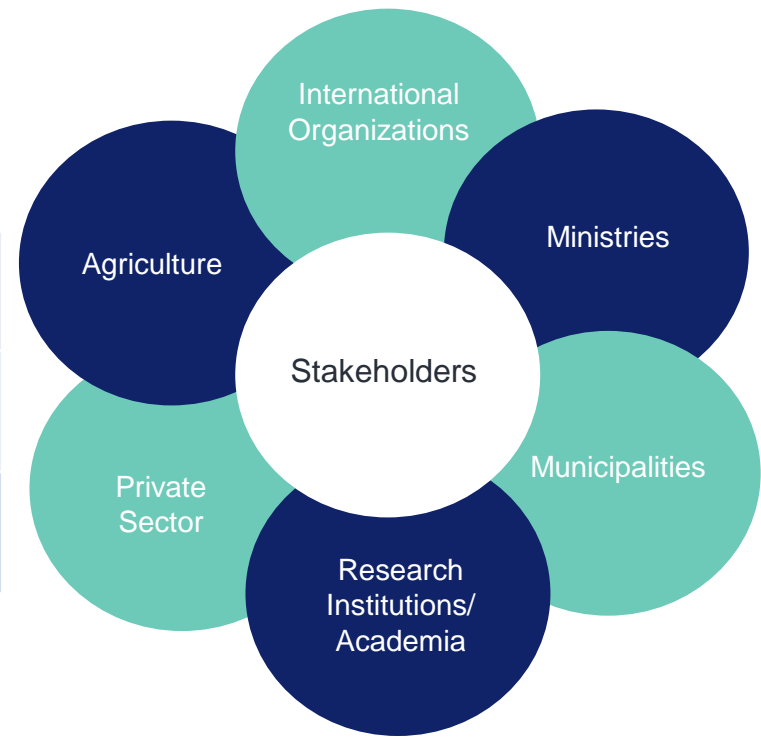 International
Organizations
Ministries
Agriculture
Stakeholders
Municipalities
Private
Sector
Research
Institutions/
Academia